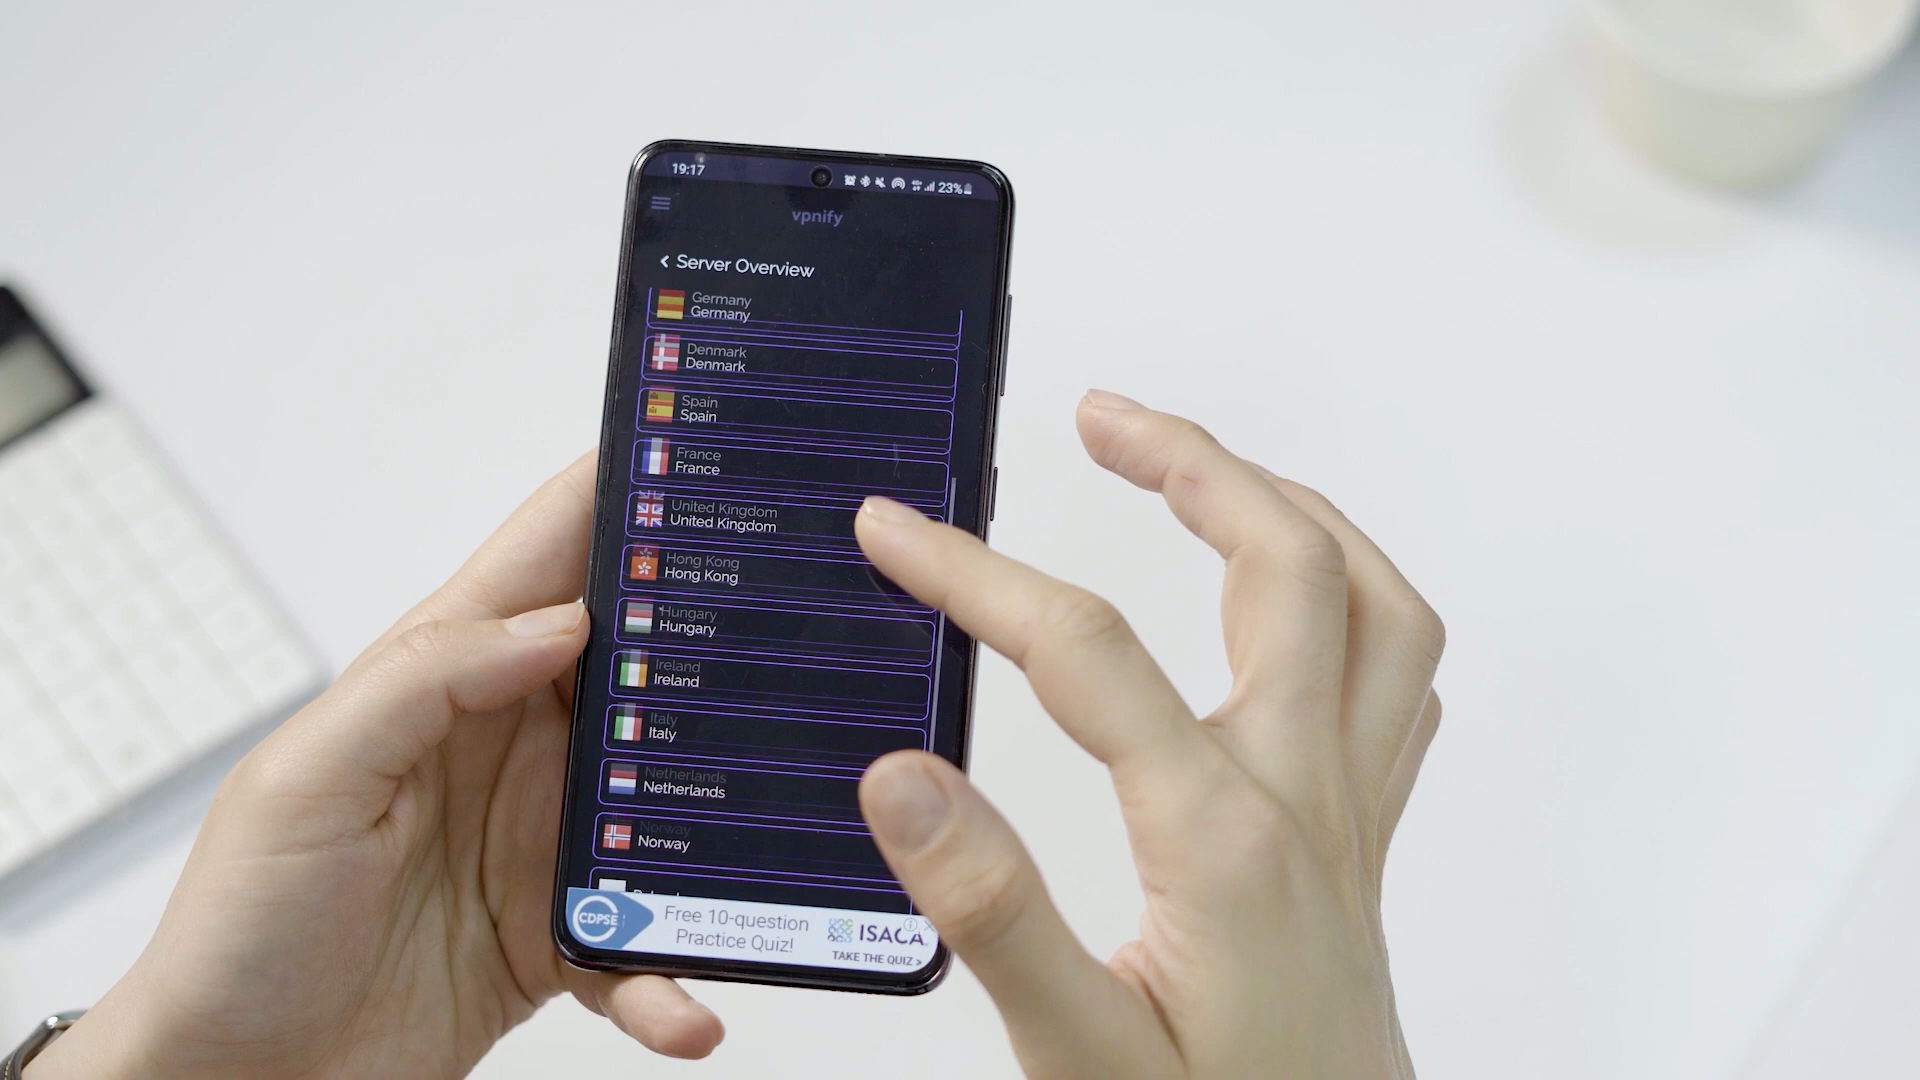 19:17
23%
vpnify
Server Overview
Germany
Germany
Denmark
Denmark
Spain
Spain
France
France
United Kingdom
United Kingdom
Hong Kong
Hong Kong
Hungary
Hungary
Ireland
Ireland
Italy
Italy
Netherlands
Netherlands
Norway
Norway
CDPSE
Free 10-question
Practice Quiz!
ISACA
TAKE THE QUIZ >